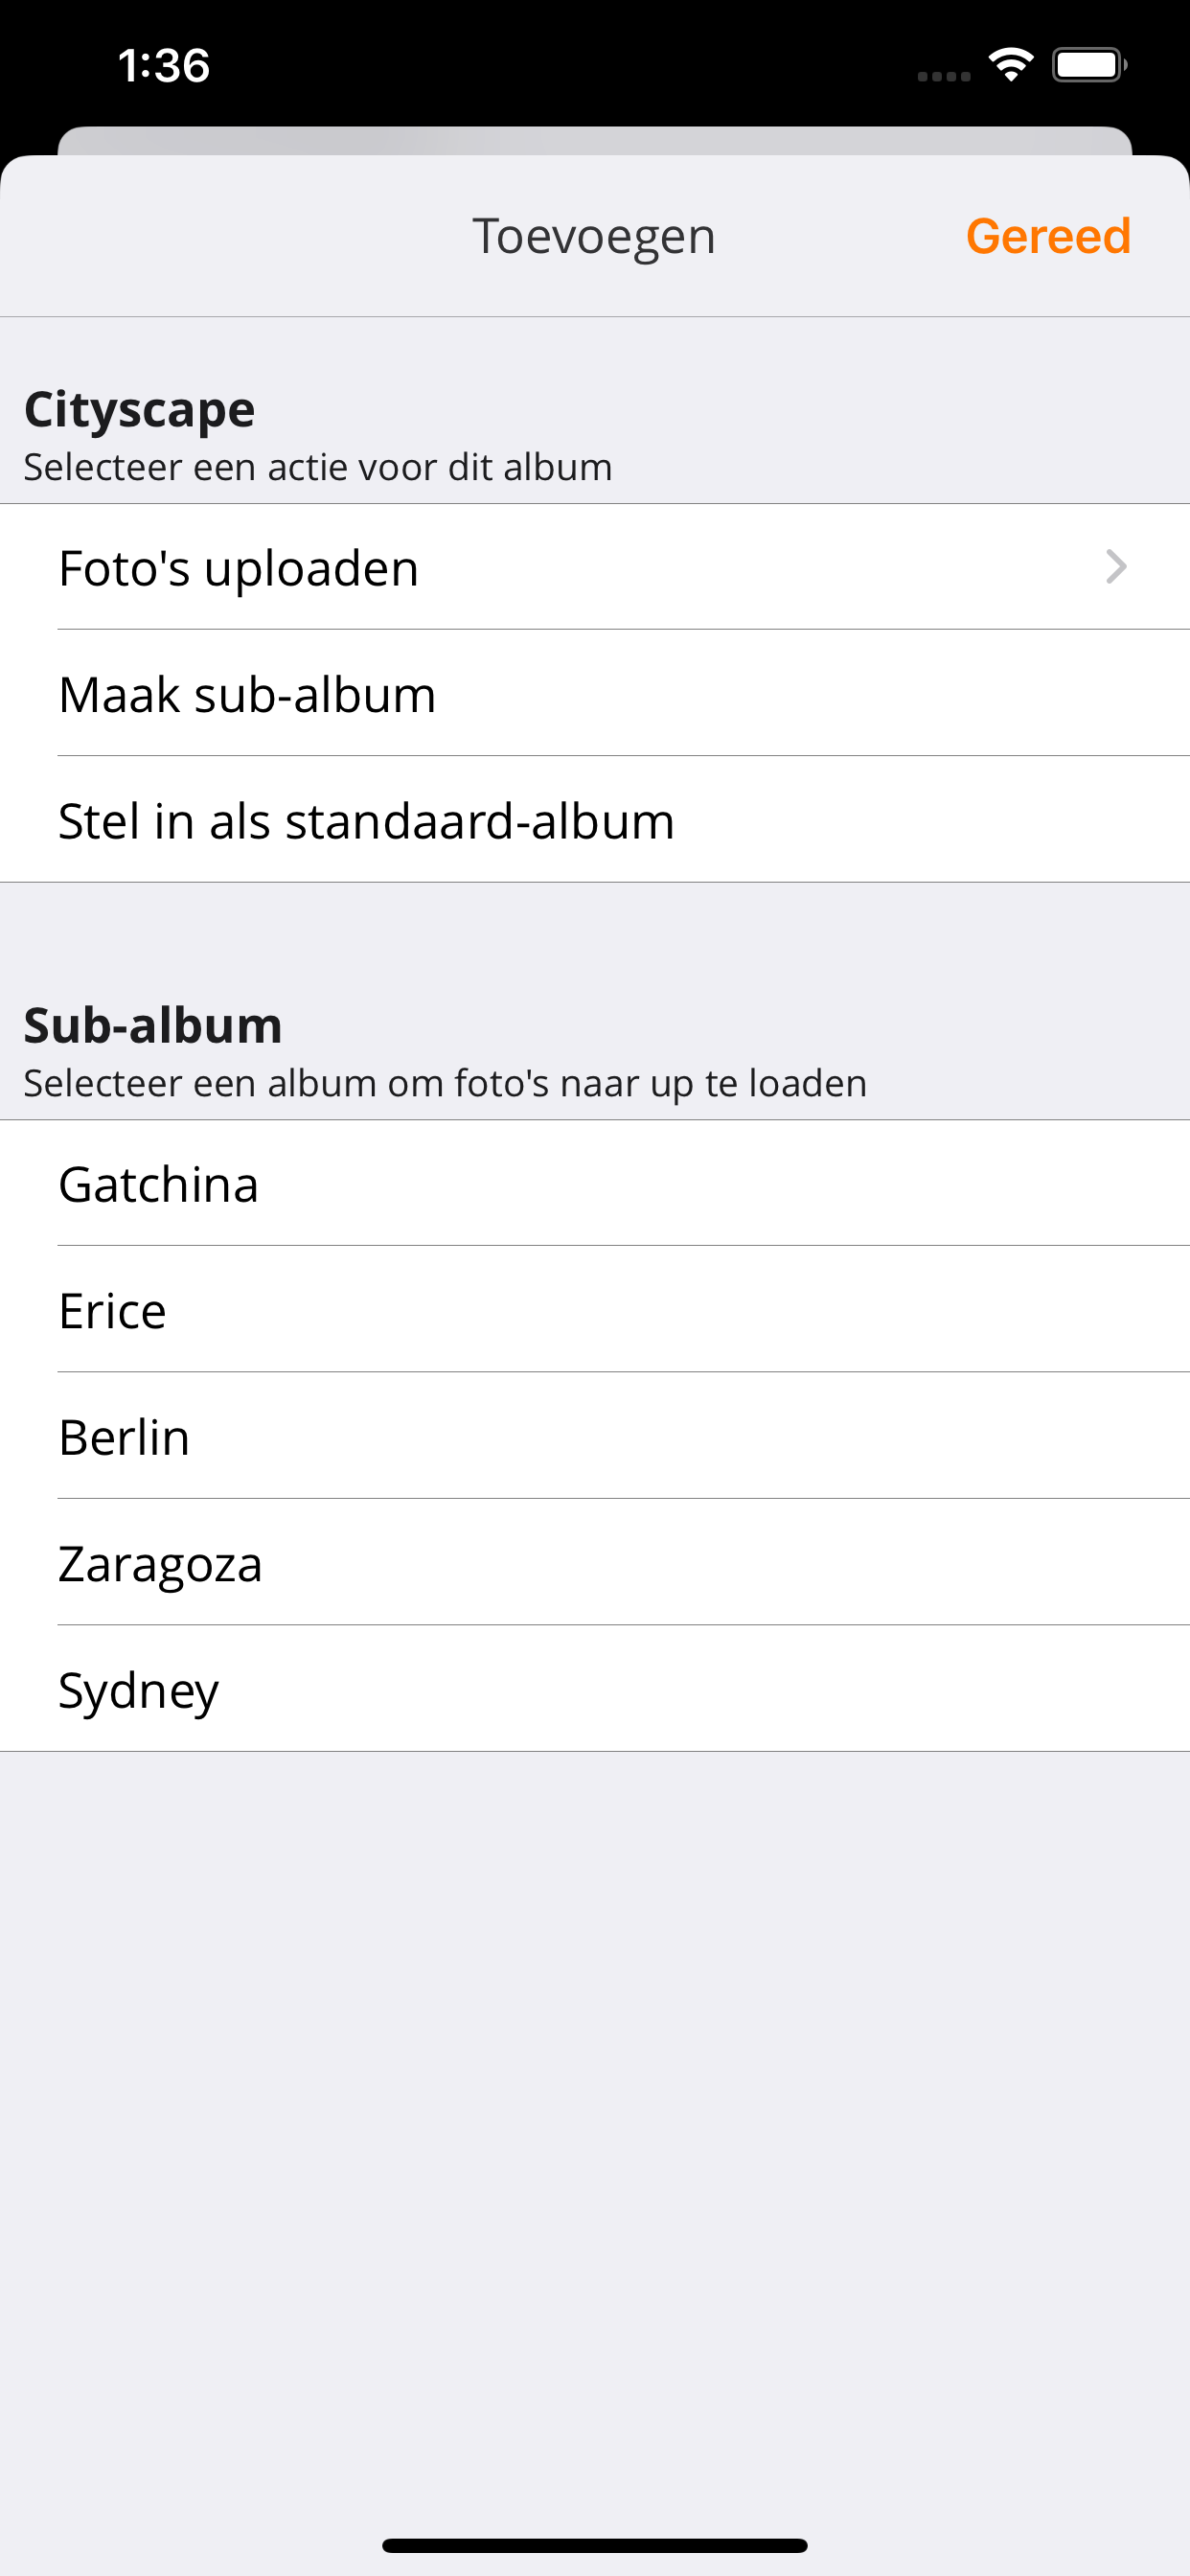 1:36
Toevoegen
Gereed
Cityscape
Selecteer een actie voor dit album
Foto's uploaden
Maak sub-album
Stel in als standaard-album
Sub-album
Selecteer een album om foto's naar up te loaden
Gatchina
Erice
Berlin
Zaragoza
Sydney